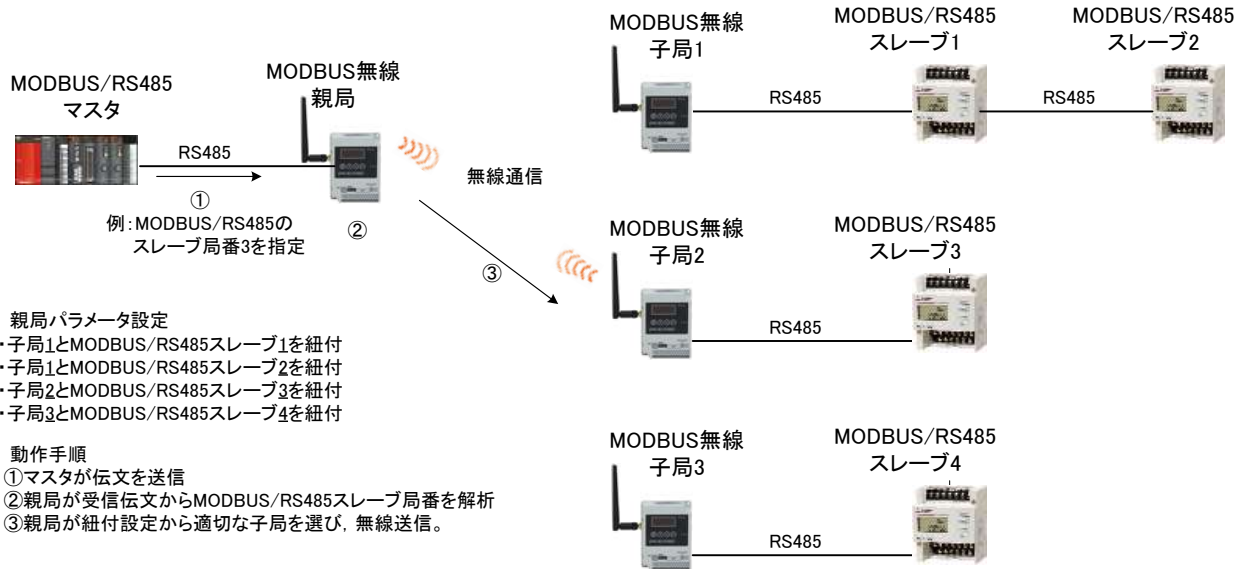 MODBUS/RS485
マスタ
RS485
①
例：MODBUS/RS485の
スレーブ局番3を指定
MODBUS無線
親局
②
無線通信
③
MODBUS無線
子局1
RS485
MODBUS/RS485
スレーブ1
RS485
MODBUS/RS485
スレーブ2
MODBUS無線
子局2
RS485
MODBUS/RS485
スレーブ3
MODBUS無線
子局3
RS485
MODBUS/RS485
スレーブ4
親局パラメータ設定
・子局1とMODBUS/RS485スレーブ1を紐付
・子局1とMODBUS/RS485スレーブ2を紐付
・子局2とMODBUS/RS485スレーブ3を紐付
・子局3とMODBUS/RS485スレーブ4を紐付
動作手順
①マスタが伝文を送信
②親局が受信伝文からMODBUS/RS485スレーブ局番を解析
③親局が紐付設定から適切な子局を選び，無線送信。